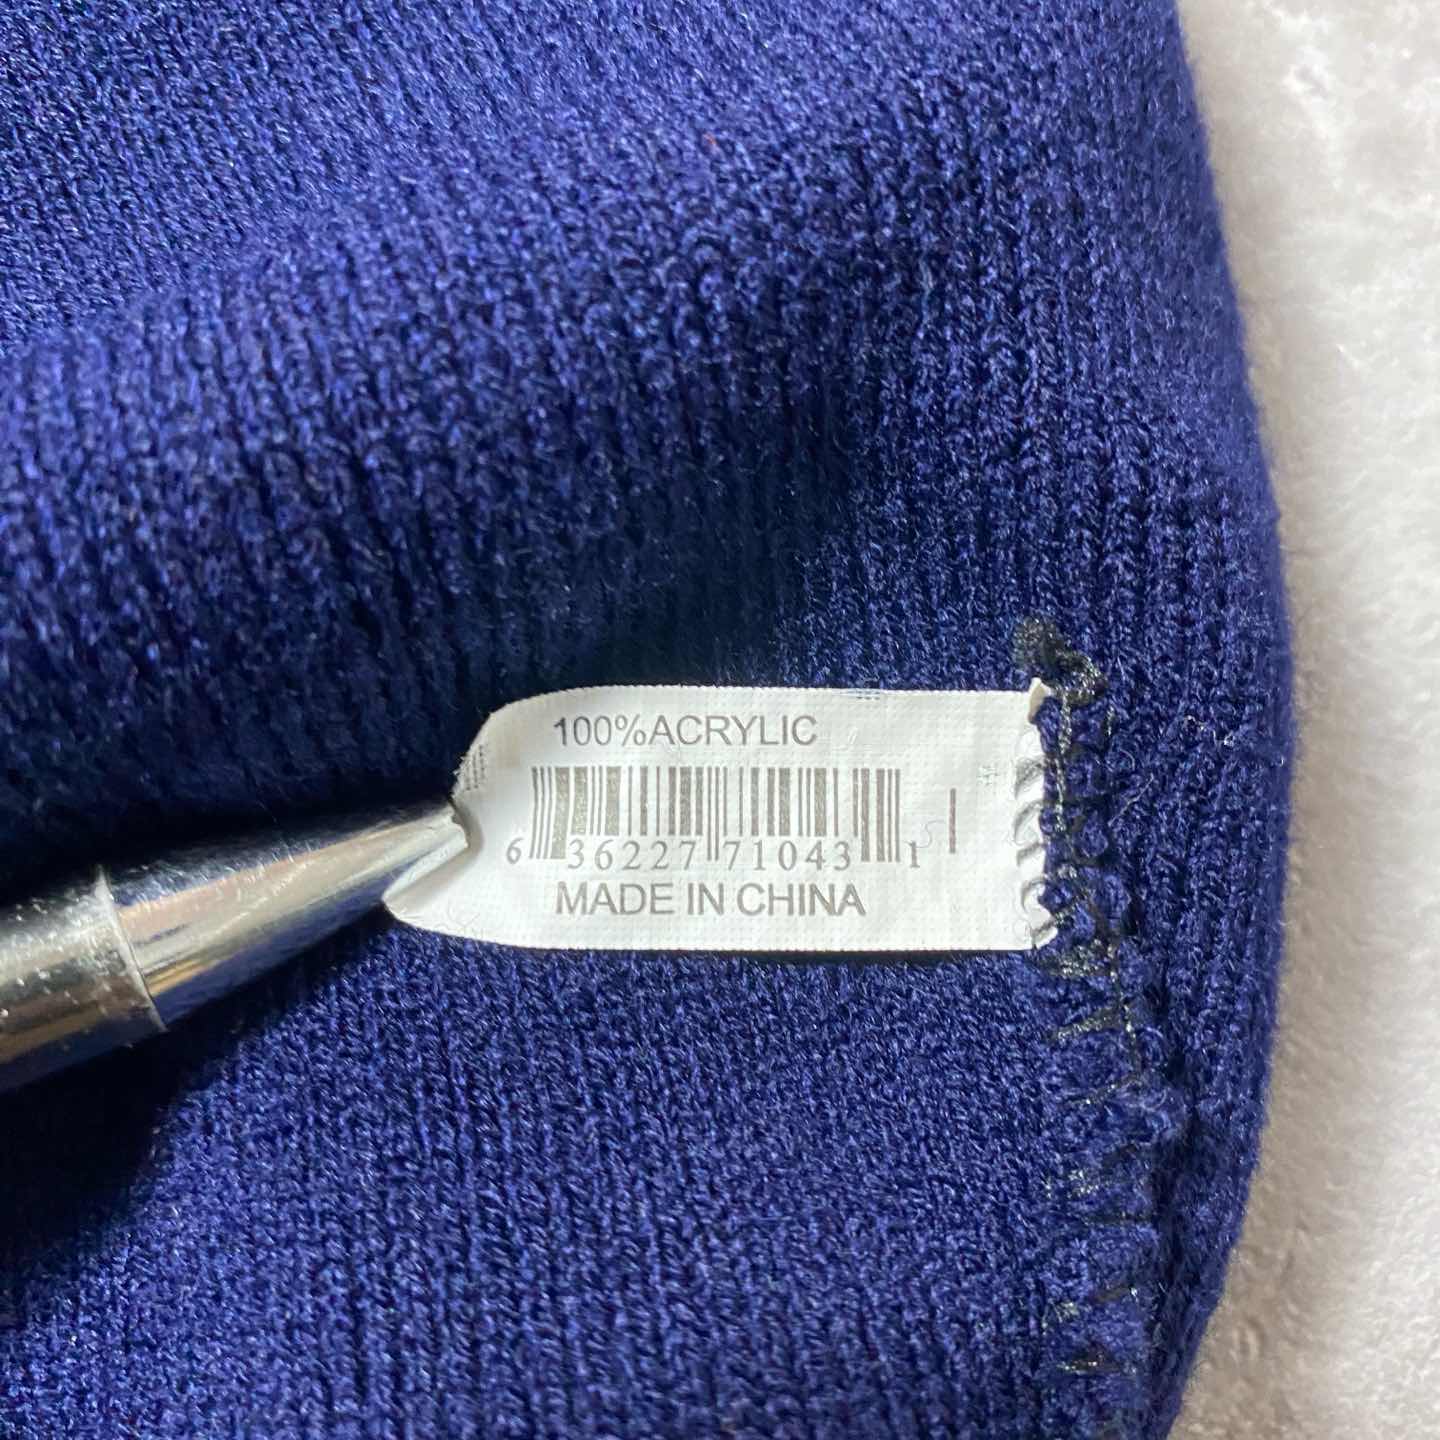 100%ACRYLIC
6 36227 71043 1
MADE IN CHINA